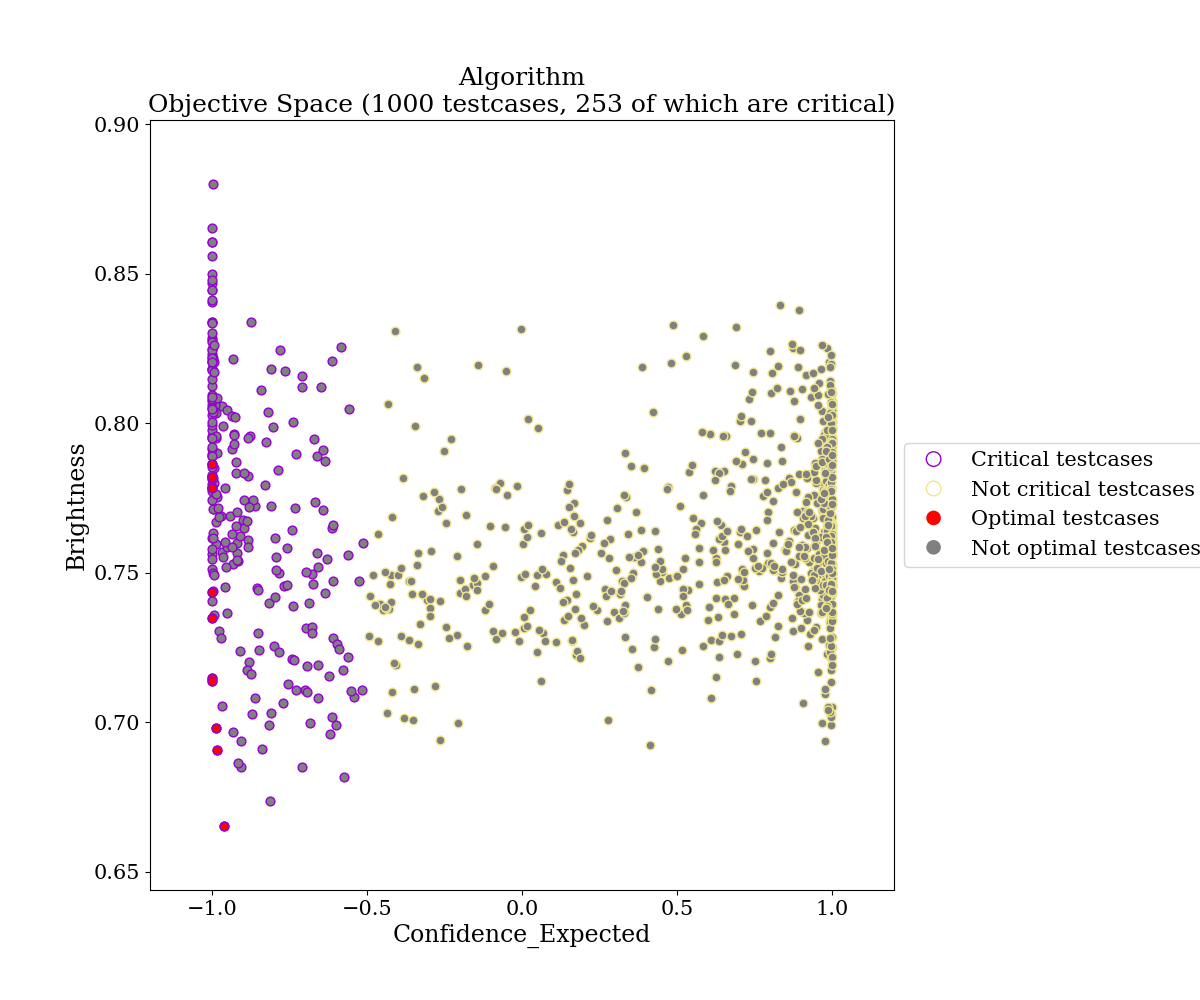 Algorithm
Objective Space (1000 testcases, 253 of which are critical)
0.90
0.85
0.80
0.75
0.70
0.65
Brightness
−1.0
−0.5
0.0
0.5
1.0
Confidence_Expected
Critical testcases
Not critical testcases
Optimal testcases
Not optimal testcases